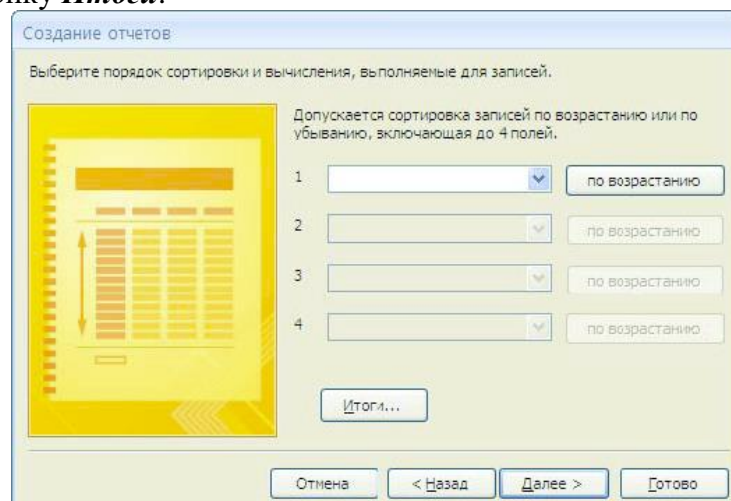 Итоги.
Создание отчетов
Выберите порядок сортировки и вычисления, выполняемые для записей.
Допускается сортировка записей по возрастанию или по
убыванию, включающая до 4 полей.
1 по возрастанию
2 по возрастанию
3 по возрастанию
4 по возрастанию
Итоги...
Отмена < Назад Далее > Готово